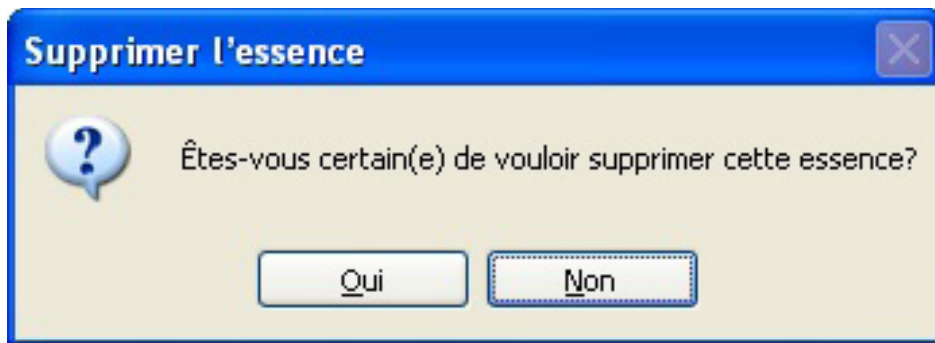 Supprimer l'essence
Êtes-vous certain(e) de vouloir supprimer cette essence?
Oui
Non